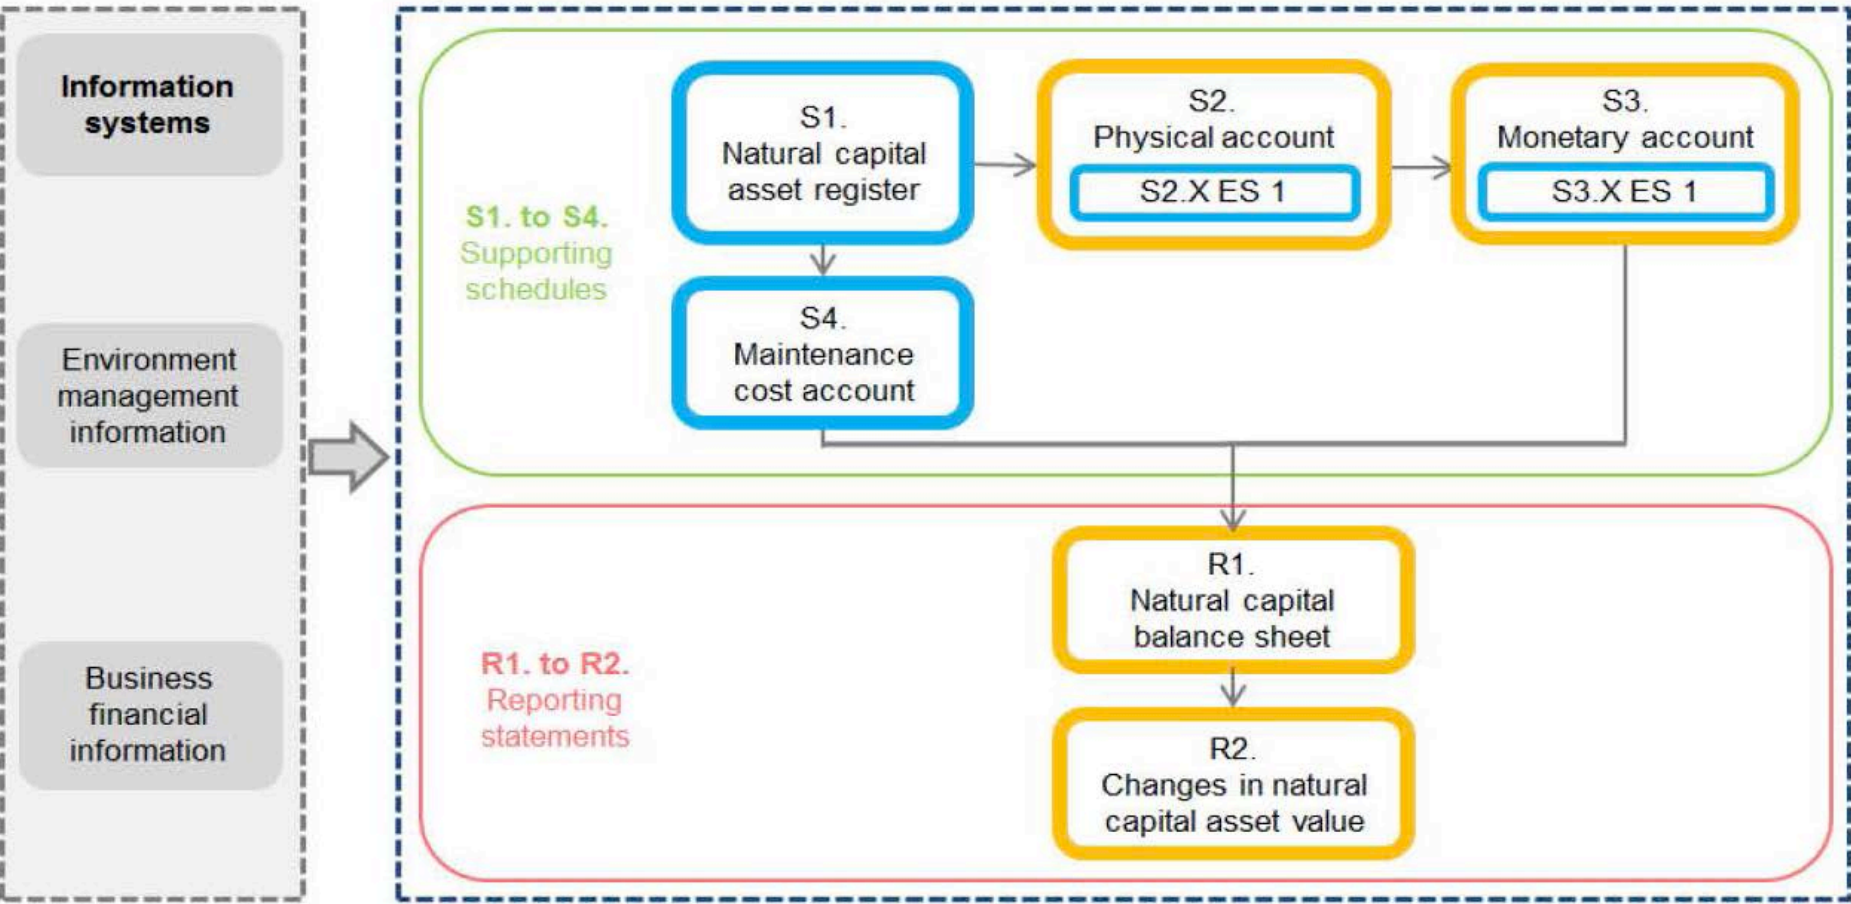 Information
systems
Environment
management
information
Business
financial
information
S1. to S4.
Supporting
schedules
S1.
Natural capital
asset register
S2.
Physical account
S2.X ES 1
S3.
Monetary account
S3.X ES 1
S4.
Maintenance
cost account
R1. to R2.
Reporting
statements
R1.
Natural capital
balance sheet
R2.
Changes in natural
capital asset value